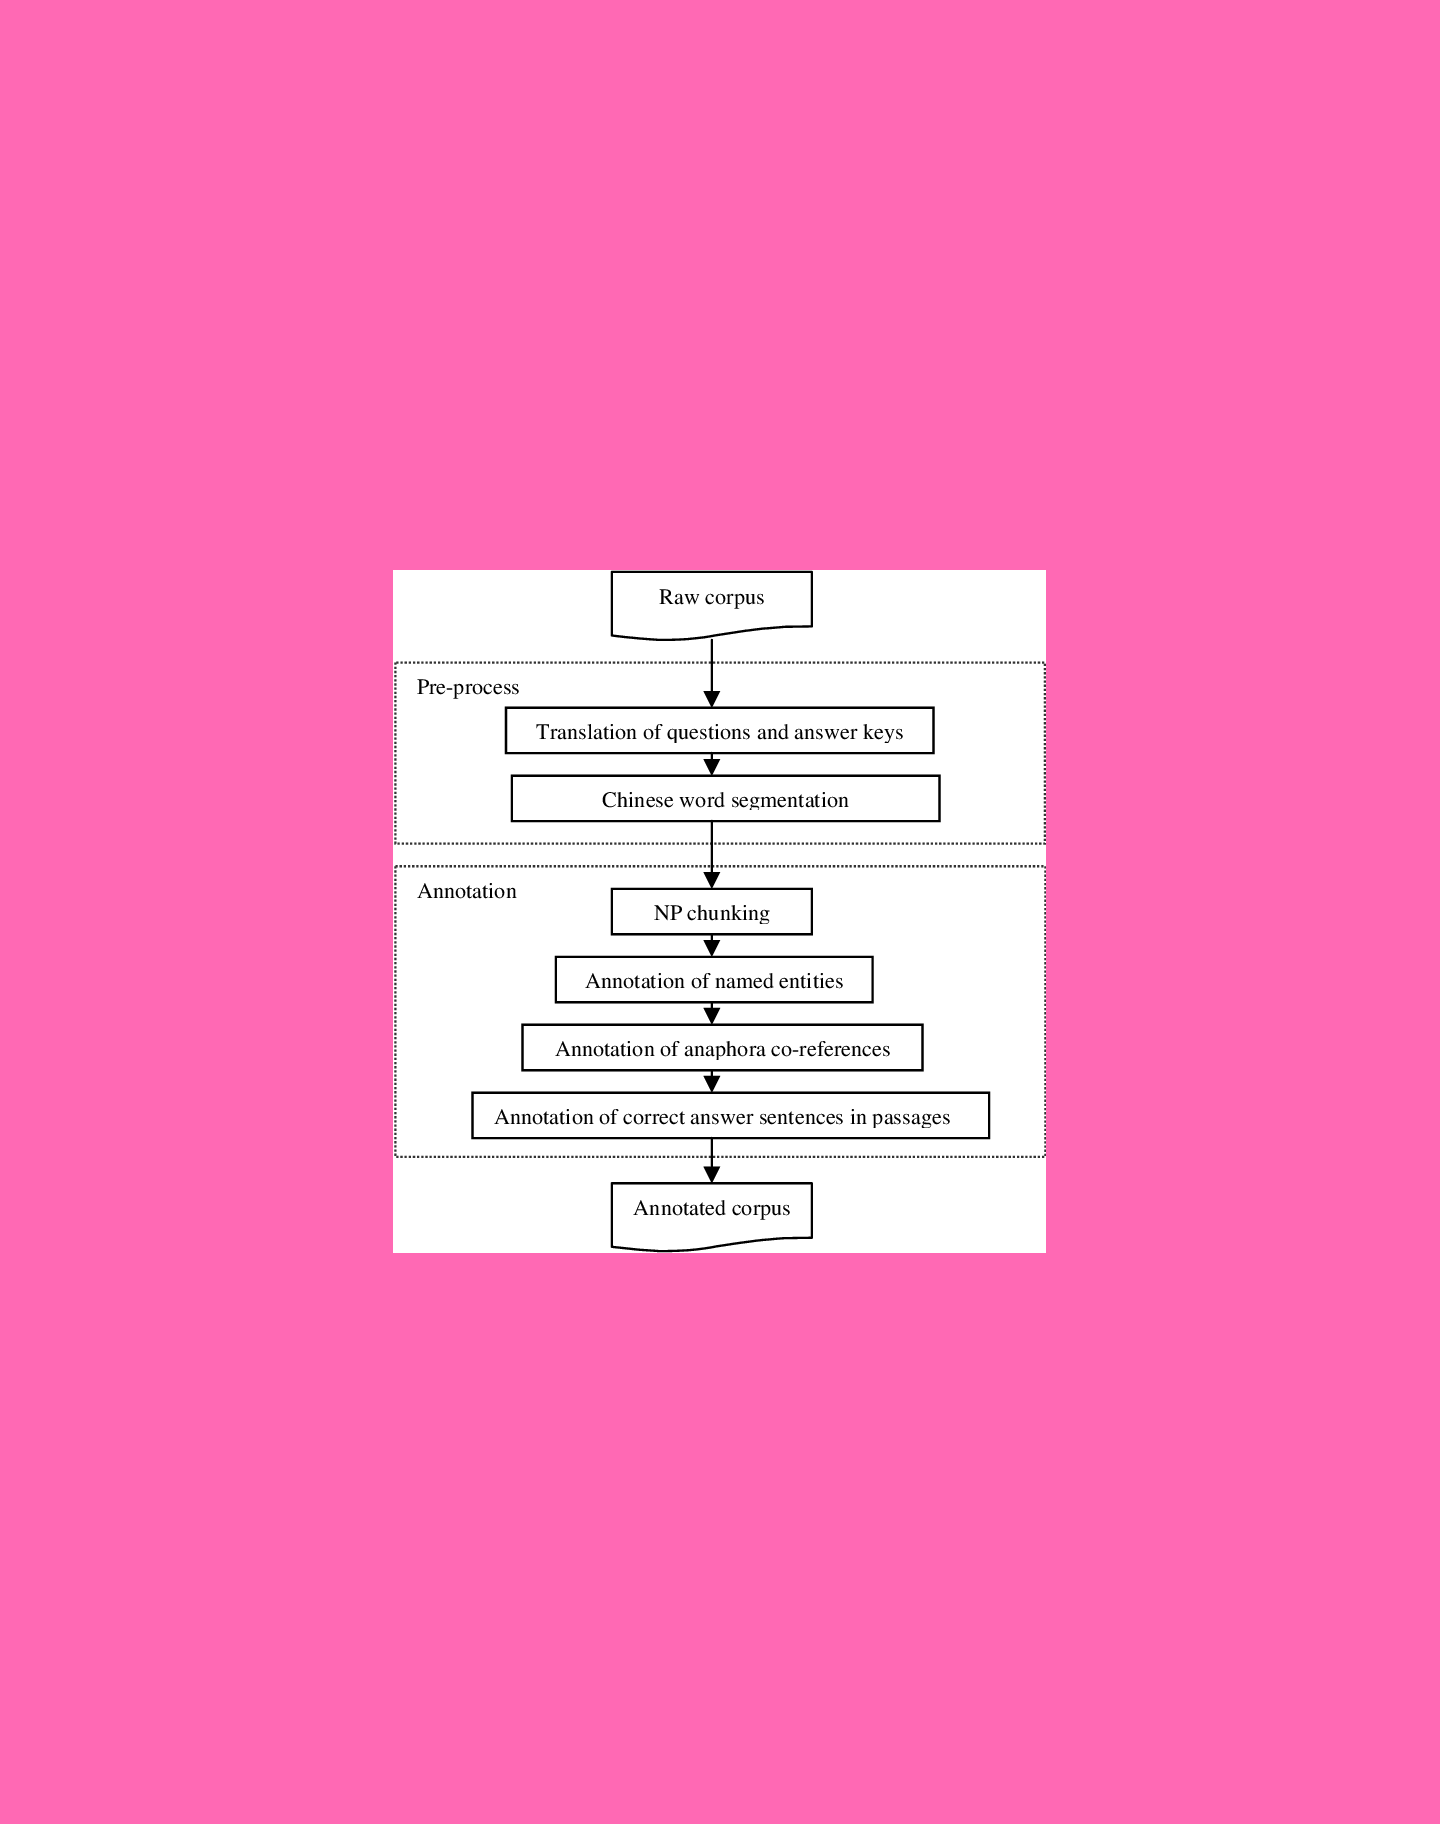 Raw corpus
Pre-process
Translation of questions and answer keys
Chinese word segmentation
Annotation
NP chunking
Annotation of named entities
Annotation of anaphora co-references
Annotation of correct answer sentences in passages
Annotated corpus